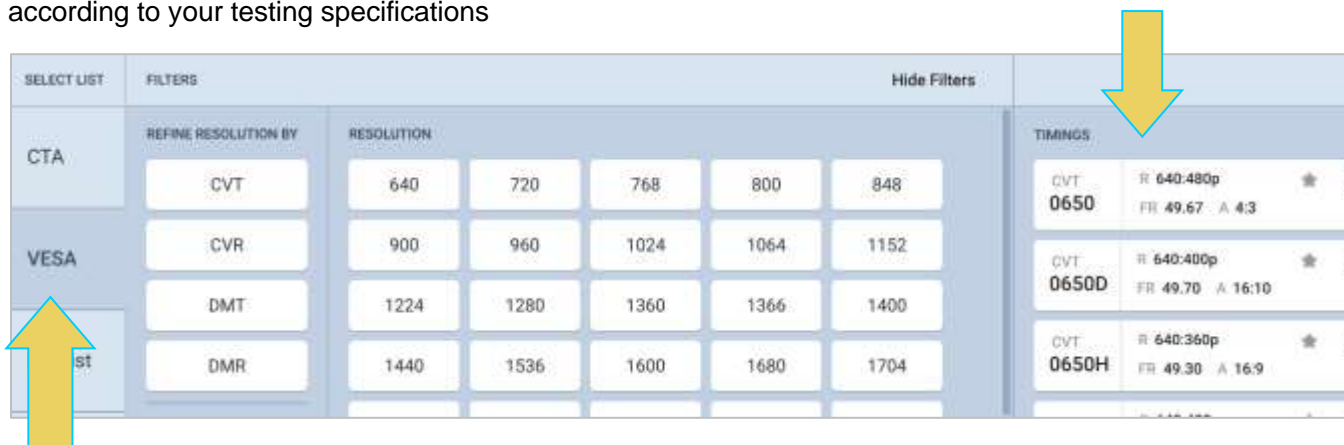 according to your testing specifications
SELECT LIST FILTERS Hide Filters
REFINE RESOLUTION BY RESOLUTION TIMINGS
CTA
CVT 640 720 768 800 848
CVT R 640:480p
0650 FR 49.67 A 4:3
VESA
CVR 900 960 1024 1064 1152
CVT R 640:400p
0650D FR 49.70 A 16:10
DMT 1224 1280 1360 1366 1400
st
DMR 1440 1536 1600 1680 1704
CVT R 640:360p
0650H FR 49.30 A 16:9